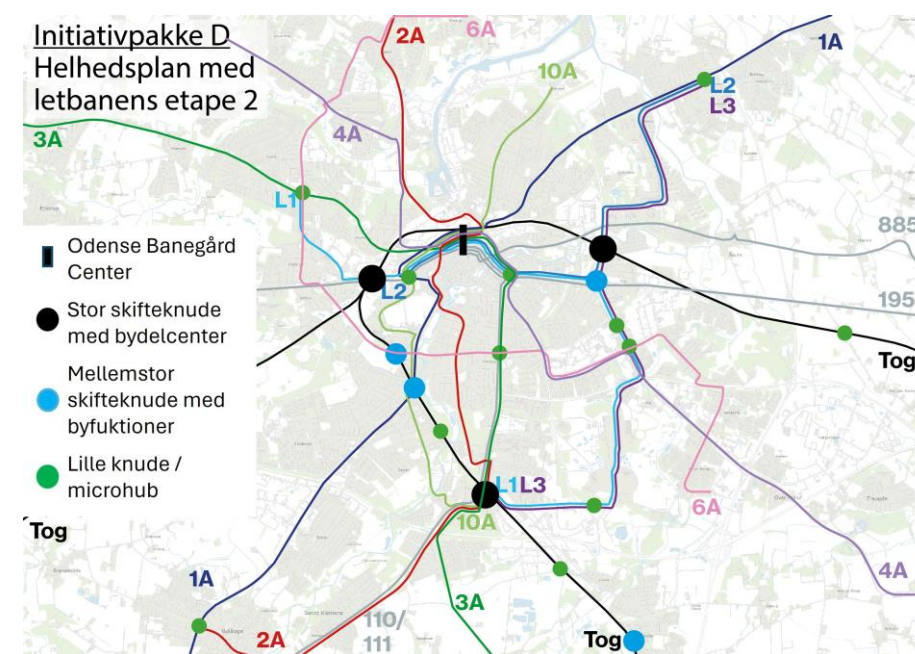 Initiativpakke D
Helhedsplan med
letbanens etape 2
2A
6A
1A
10A
L2
L3
3A
4A
L1
885
Odense Banegård
Center
L2
195
Stor skifteknude
med bydelcenter
Tog
Mellemstor
skifteknude med
byfuktioner
Lille knude /
microhub
L1L3
6A
Tog
10A
1A
4A
3A
2A
110/
111
Tog